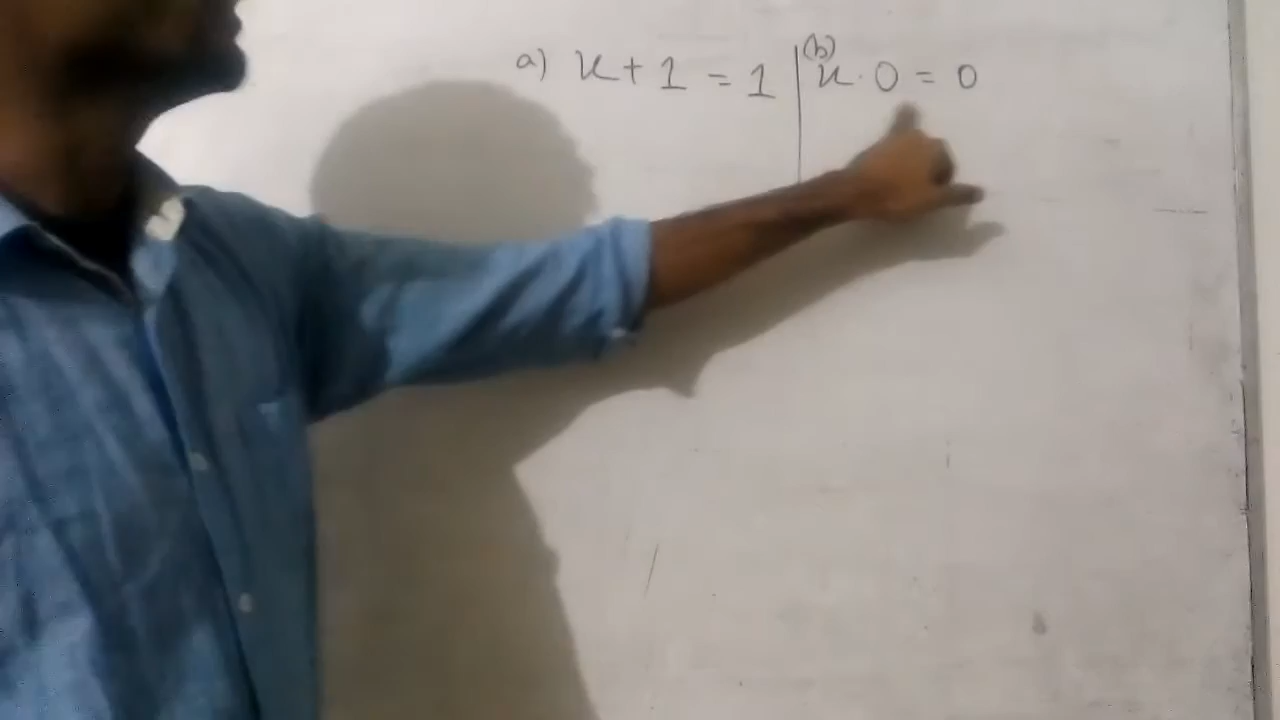 a) x + 1 = 1 | (b) x · 0 = 0